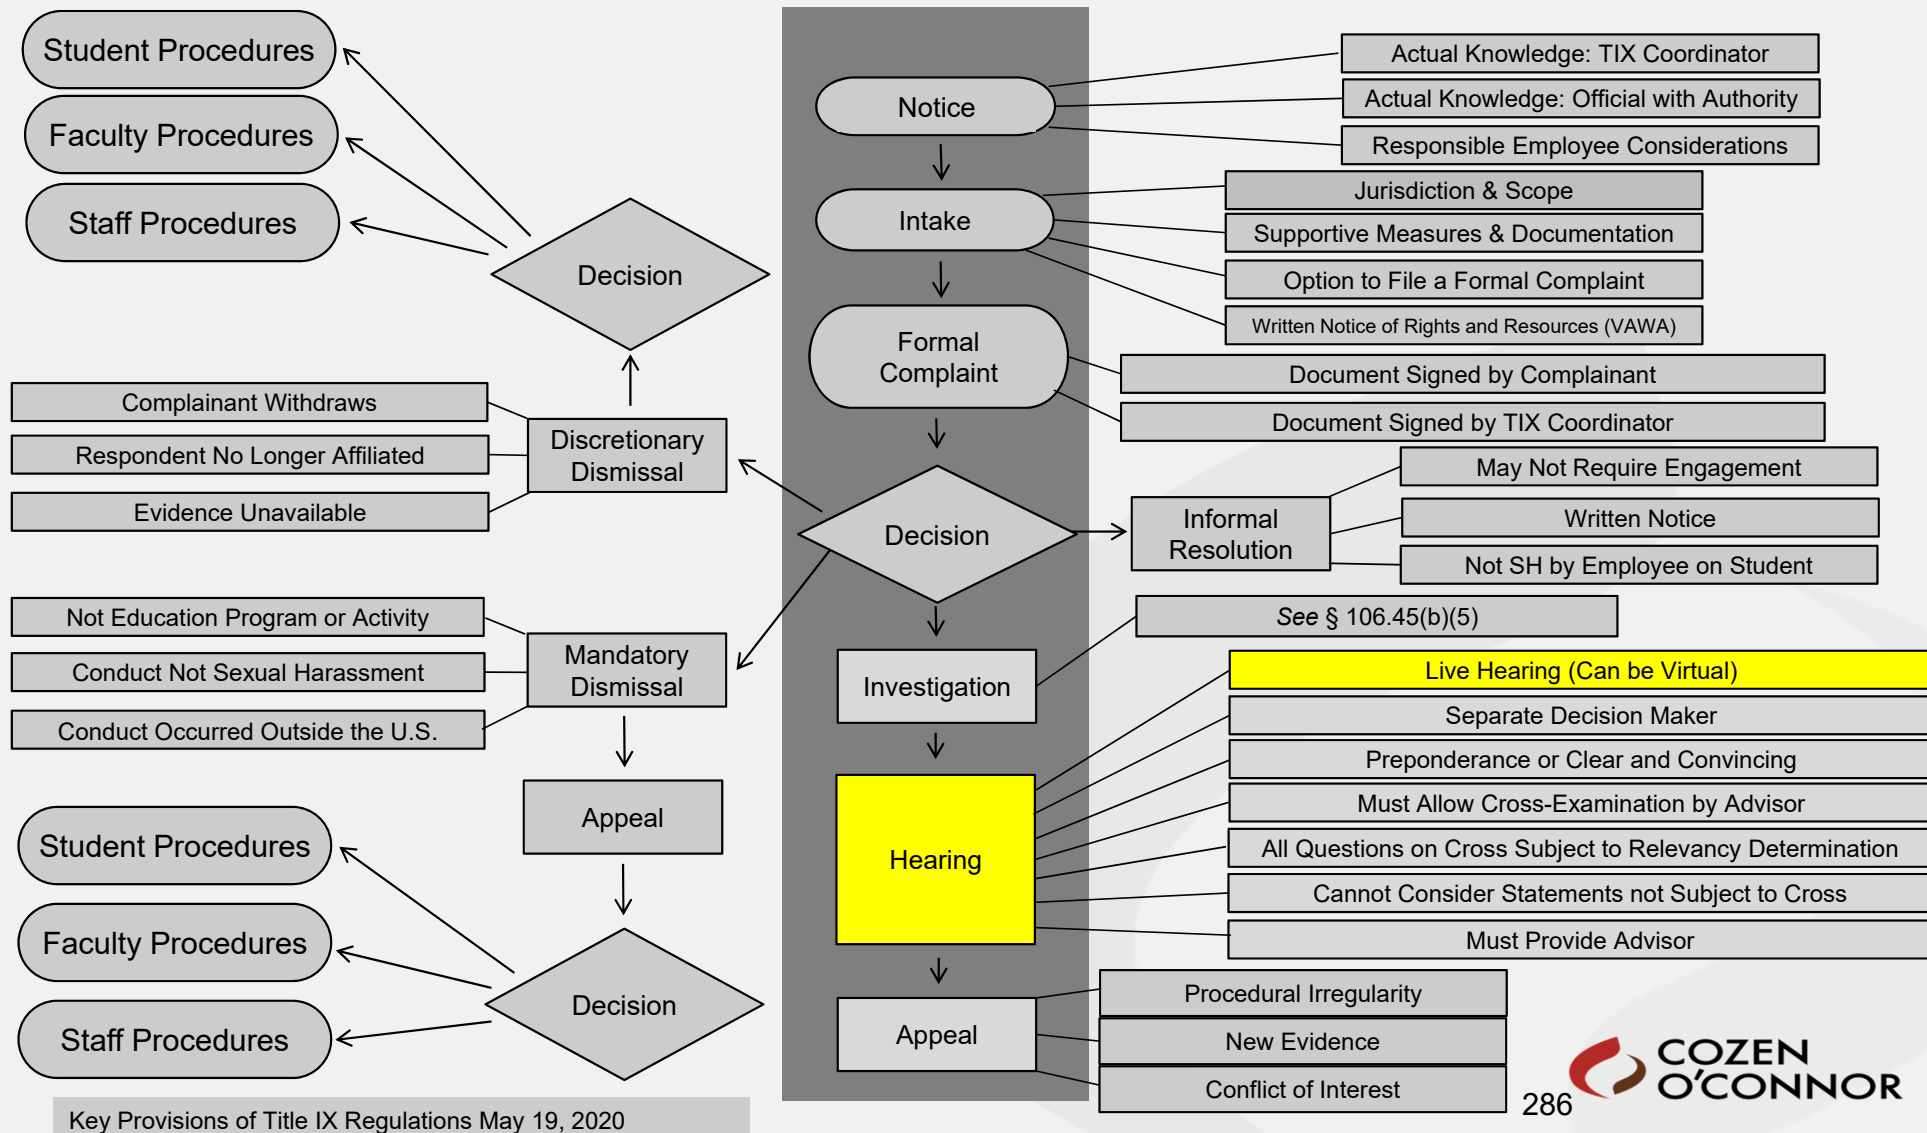 Student Procedures
Faculty Procedures
Staff Procedures
Decision
Complainant Withdraws
Respondent No Longer Affiliated
Evidence Unavailable
Discretionary
Dismissal
Not Education Program or Activity
Conduct Not Sexual Harassment
Conduct Occurred Outside the U.S.
Mandatory
Dismissal
Appeal
Student Procedures
Faculty Procedures
Staff Procedures
Decision
Notice
Actual Knowledge: TIX Coordinator
Actual Knowledge: Official with Authority
Responsible Employee Considerations
Intake
Jurisdiction & Scope
Supportive Measures & Documentation
Option to File a Formal Complaint
Written Notice of Rights and Resources (VAWA)
Formal
Complaint
Document Signed by Complainant
Document Signed by TIX Coordinator
Decision
Informal
Resolution
May Not Require Engagement
Written Notice
Not SH by Employee on Student
Investigation
See § 106.45(b)(5)
Hearing
Live Hearing (Can be Virtual)
Separate Decision Maker
Preponderance or Clear and Convincing
Must Allow Cross-Examination by Advisor
All Questions on Cross Subject to Relevancy Determination
Cannot Consider Statements not Subject to Cross
Must Provide Advisor
Appeal
Procedural Irregularity
New Evidence
Conflict of Interest
Key Provisions of Title IX Regulations May 19, 2020
286
COZEN
O'CONNOR